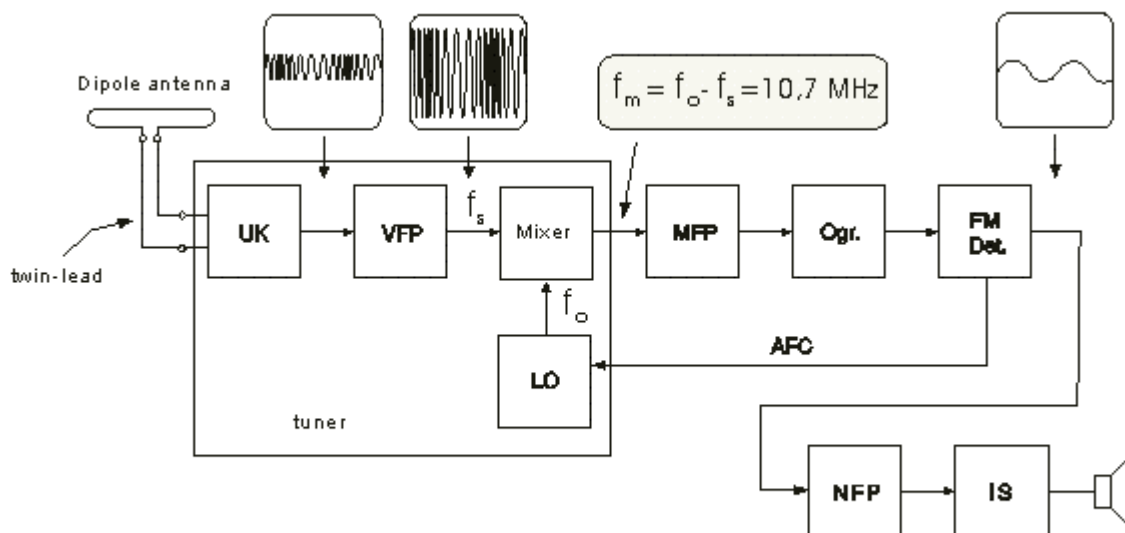 Dipole antenna
f_m = f_o - f_s = 10,7 MHz
UK
VFP
f_s
Mixer
MFP
Ogr.
FM
Det.
twin-lead
f_o
AFC
LO
tuner
NFP
IS